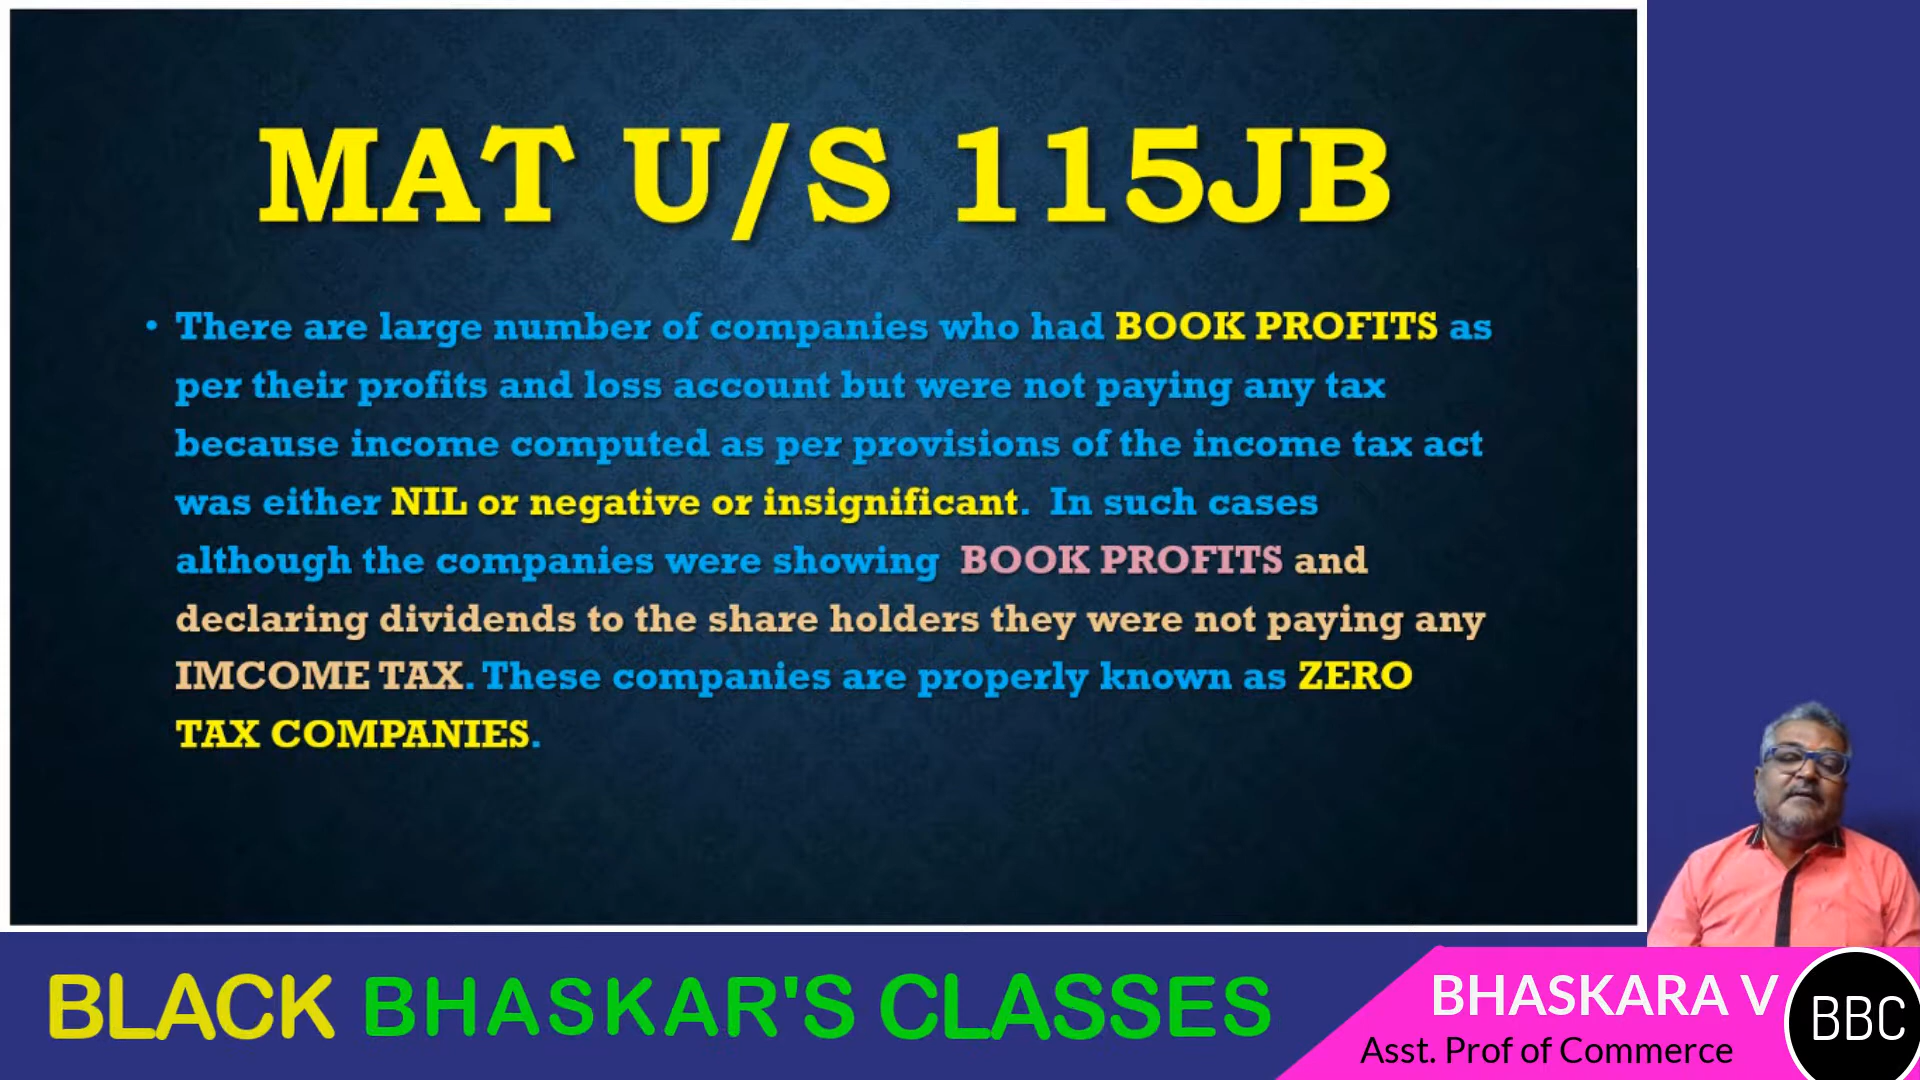 MAT U/S 115JB
• There are large number of companies who had BOOK PROFITS as
per their profits and loss account but were not paying any tax
because income computed as per provisions of the income tax act
was either NIL or negative or insignificant. In such cases
although the companies were showing BOOK PROFITS and
declaring dividends to the share holders they were not paying any
IMCOME TAX. These companies are properly known as ZERO
TAX COMPANIES.
BLACK BHASKAR'S CLASSES
BHASKARA V
Asst. Prof of Commerce
BBC